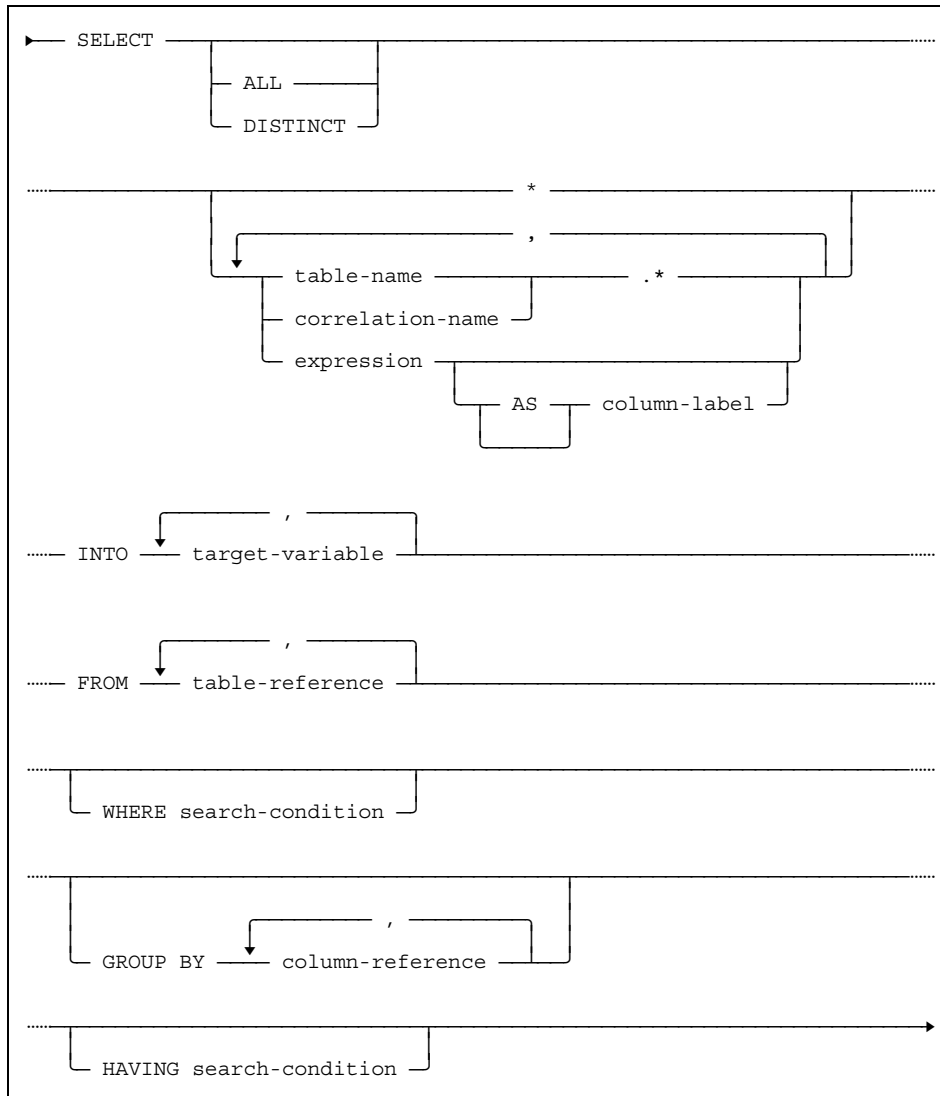 SELECT
ALL
DISTINCT
*
,
table-name .*
correlation-name
expression
AS column-label
,
INTO target-variable
,
FROM table-reference
WHERE search-condition
,
GROUP BY column-reference
HAVING search-condition